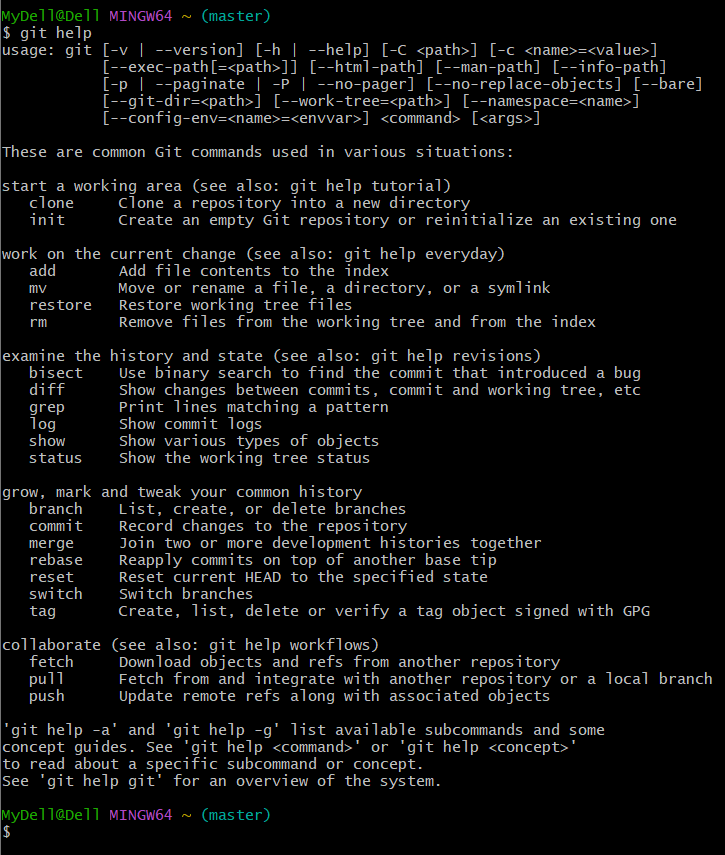 MyDell@Dell MINGW64 ~ (master)
$ git help
usage: git [-v | --version] [-h | --help] [-C <path>] [-c <name>=<value>]
           [--exec-path[=<path>]] [--html-path] [--man-path] [--info-path]
           [-p | --paginate | -P | --no-pager] [--no-replace-objects] [--bare]
           [--git-dir=<path>] [--work-tree=<path>] [--namespace=<name>]
           [--config-env=<name>=<envvar>] <command> [<args>]

These are common Git commands used in various situations:

start a working area (see also: git help tutorial)
   clone     Clone a repository into a new directory
   init      Create an empty Git repository or reinitialize an existing one

work on the current change (see also: git help everyday)
   add       Add file contents to the index
   mv        Move or rename a file, a directory, or a symlink
   restore   Restore working tree files
   rm        Remove files from the working tree and from the index

examine the history and state (see also: git help revisions)
   bisect    Use binary search to find the commit that introduced a bug
   diff      Show changes between commits, commit and working tree, etc
   grep      Print lines matching a pattern
   log       Show commit logs
   show      Show various types of objects
   status    Show the working tree status

grow, mark and tweak your common history
   branch    List, create, or delete branches
   commit    Record changes to the repository
   merge     Join two or more development histories together
   rebase    Reapply commits on top of another base tip
   reset     Reset current HEAD to the specified state
   switch    Switch branches
   tag       Create, list, delete or verify a tag object signed with GPG

collaborate (see also: git help workflows)
   fetch     Download objects and refs from another repository
   pull      Fetch from and integrate with another repository or a local branch
   push      Update remote refs along with associated objects

'git help -a' and 'git help -g' list available subcommands and some
concept guides. See 'git help <command>' or 'git help <concept>'
to read about a specific subcommand or concept.
See 'git help git' for an overview of the system.

MyDell@Dell MINGW64 ~ (master)
$